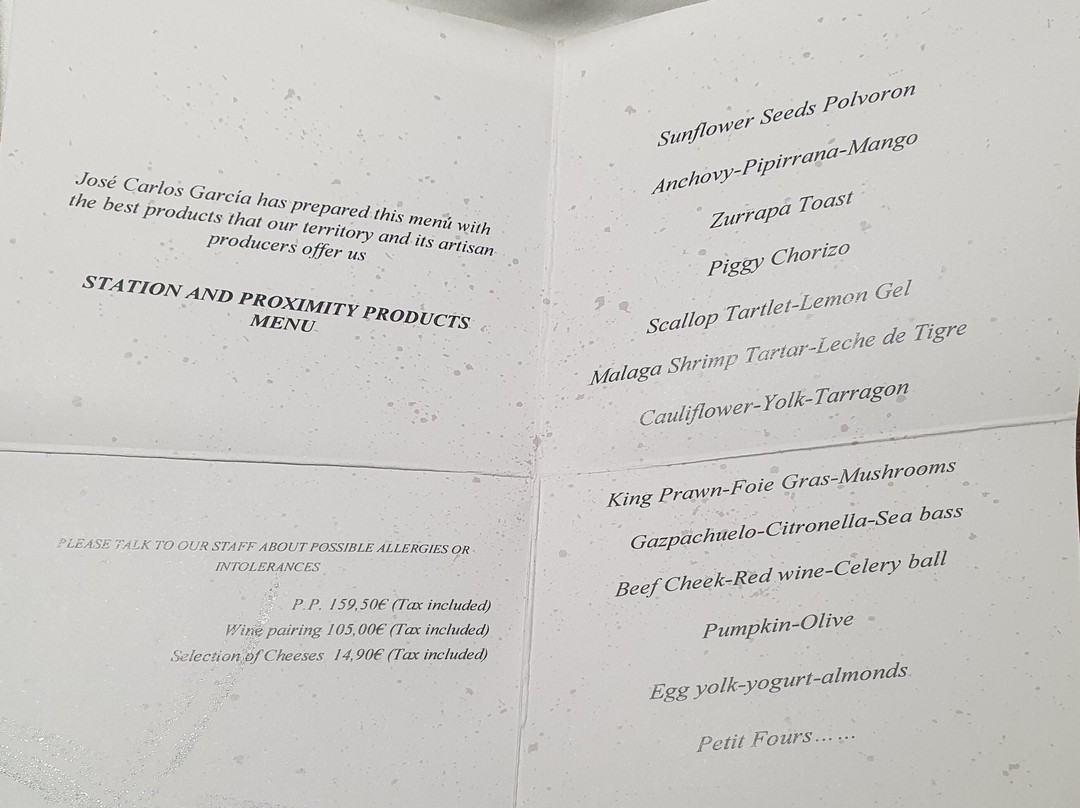 José Carlos García has prepared this menú with
the best products that our territory and its artisan
producers offer us
STATION AND PROXIMITY PRODUCTS
MENU
PLEASE TALK TO OUR STAFF ABOUT POSSIBLE ALLERGIES OR
INTOLERANCES
P.P. 159,50€ (Tax included)
Wine pairing 105,00€ (Tax included)
Selection of Cheeses 14,90€ (Tax included)
Sunflower Seeds Polvoron
Anchovy-Pipirrana-Mango
Zurrapa Toast
Piggy Chorizo
Scallop Tartlet-Lemon Gel
Malaga Shrimp Tartar-Leche de Tigre
Cauliflower-Yolk-Tarragon
King Prawn-Foie Gras-Mushrooms
Gazpachuelo-Citronella-Sea bass
Beef Cheek-Red wine-Celery ball
Pumpkin-Olive
Egg yolk-yogurt-almonds
Petit Fours......